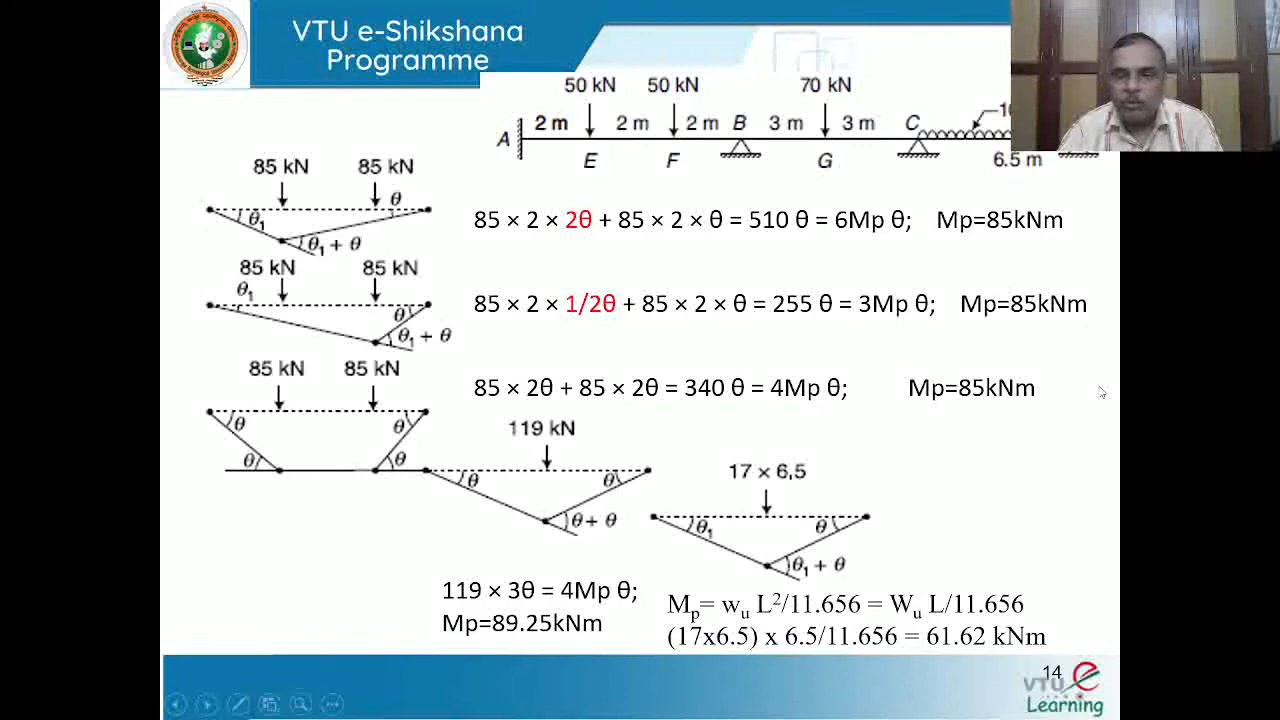 VTU e-Shikshana
Programme
50 kN 50 kN 70 kN
A 2 m 2 m 2 m B 3 m 3 m C
E F G 6.5 m
85 kN 85 kN
θ1 θ
θ1 + θ
85 × 2 × 2θ + 85 × 2 × θ = 510 θ = 6Mp θ; Mp=85kNm
85 kN 85 kN
θ1 θ
θ1 + θ
85 × 2 × 1/2θ + 85 × 2 × θ = 255 θ = 3Mp θ; Mp=85kNm
85 kN 85 kN
θ θ
θ θ
85 × 2θ + 85 × 2θ = 340 θ = 4Mp θ; Mp=85kNm
119 kN
θ θ
θ + θ
17 × 6,5
θ1 θ
θ1 + θ
119 × 3θ = 4Mp θ;
Mp=89.25kNm
Mp= wu L²/11.656 = Wu L/11.656
(17x6.5) x 6.5/11.656 = 61.62 kNm
14
VTU e
Learning